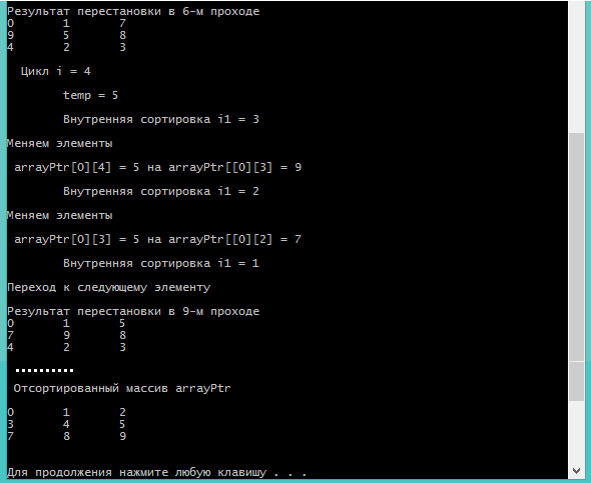 Результат перестановки в 6-м проходе
0 1 7
9 5 8
4 2 3
Цикл i = 4
temp = 5
Внутренняя сортировка i1 = 3
Меняем элементы
arrayPtr[0][4] = 5 на arrayPtr[[0][3] = 9
Внутренняя сортировка i1 = 2
Меняем элементы
arrayPtr[0][3] = 5 на arrayPtr[[0][2] = 7
Внутренняя сортировка i1 = 1
Переход к следующему элементу
Результат перестановки в 9-м проходе
0 1 5
7 9 8
4 2 3
..........
Отсортированный массив arrayPtr
0 1 2
3 4 5
7 8 9
Для продолжения нажмите любую клавишу . . .